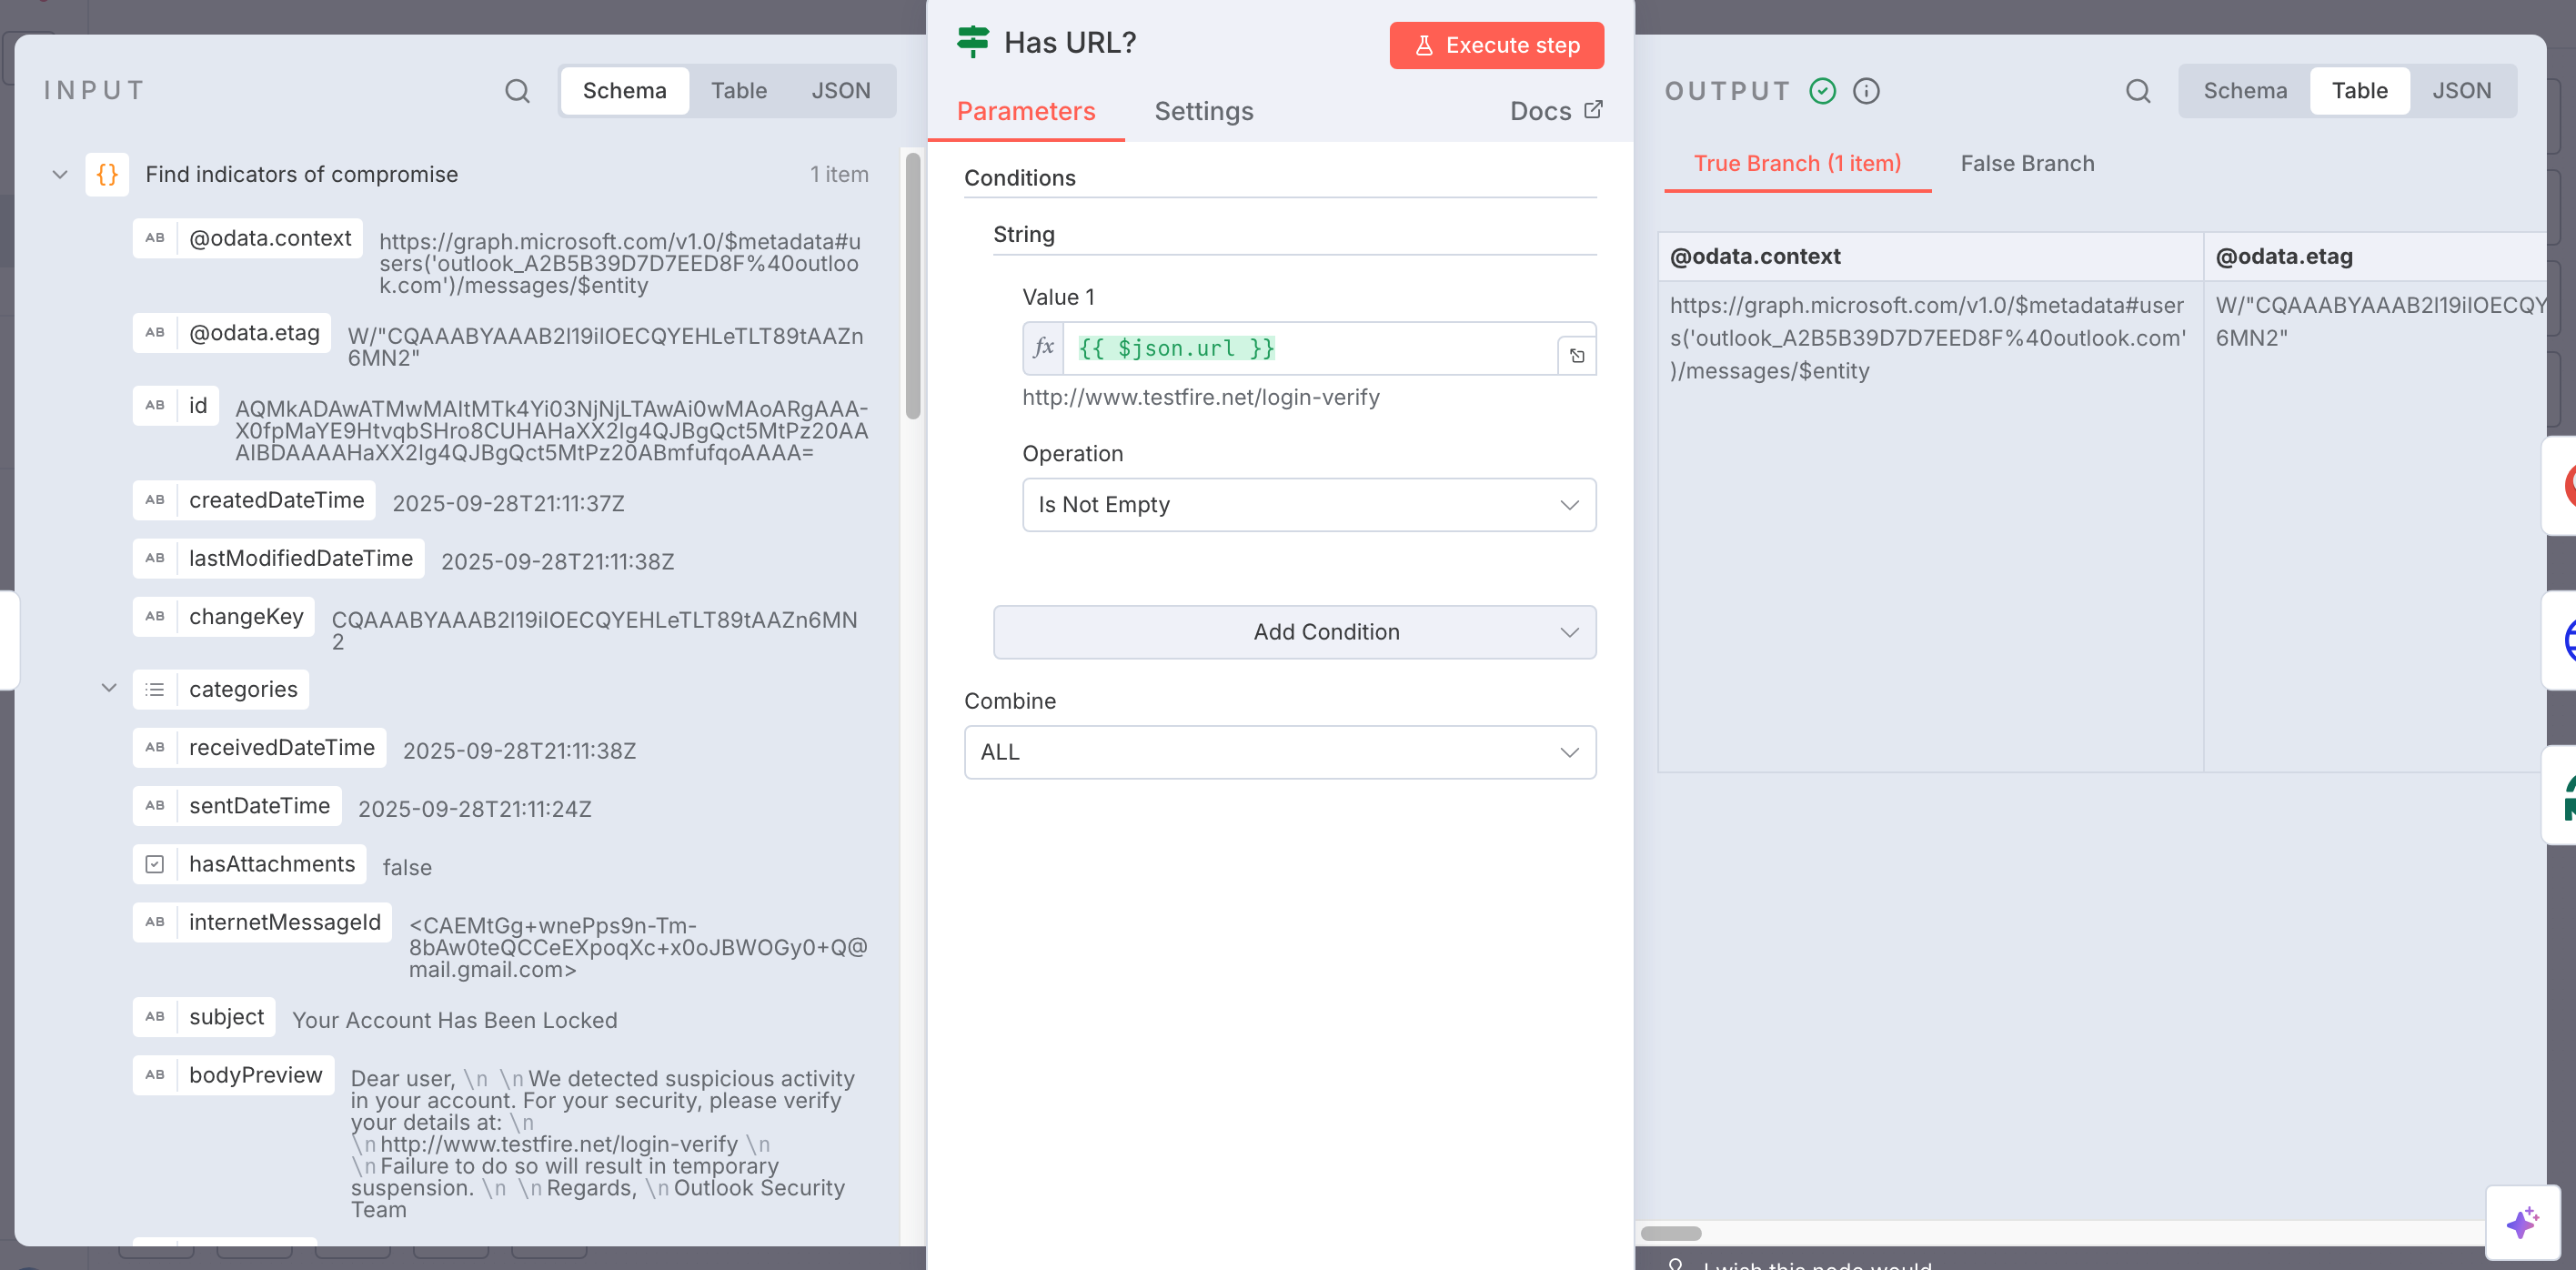 INPUT
Schema
Table
JSON
{} Find indicators of compromise
1 item
AB @odata.context
https://graph.microsoft.com/v1.0/$metadata#u
sers('outlook_A2B5B39D7D7EED8F%40outloo
k.com')/messages/$entity
AB @odata.etag
W/"CQAAABYAAAB2I19iIOECQYEHLeTLT89tAAZn
6MN2"
AB id
AQMkADAwATMwMAItMTk4Yi03NjNjLTAwAi0wMAoARgAAA-
X0fpMaYE9HtvqbSHro8CUHAHaXX2Ig4QJBgQct5MtPz20AA
AIBDAAAAHaXX2Ig4QJBgQct5MtPz20ABmfufqoAAAA=
AB createdDateTime 2025-09-28T21:11:37Z
AB lastModifiedDateTime 2025-09-28T21:11:38Z
AB changeKey
CQAAABYAAAB2I19iIOECQYEHLeTLT89tAAZn6MN
2
categories
AB receivedDateTime 2025-09-28T21:11:38Z
AB sentDateTime 2025-09-28T21:11:24Z
hasAttachments false
AB internetMessageId
<CAEMtGg+wnePps9n-Tm-
8bAw0teQCCeEXpoqXc+x0oJBWOGy0+Q@
mail.gmail.com>
AB subject Your Account Has Been Locked
AB bodyPreview
Dear user, \n \n We detected suspicious activity
in your account. For your security, please verify
your details at: \n
\n http://www.testfire.net/login-verify \n
\n Failure to do so will result in temporary
suspension. \n \n Regards, \n Outlook Security
Team
Has URL?
Execute step
Parameters
Settings
Docs
Conditions
String
Value 1
fx {{ $json.url }}
http://www.testfire.net/login-verify
Operation
Is Not Empty
Add Condition
Combine
ALL
OUTPUT
Schema
Table
JSON
True Branch (1 item)
False Branch
@odata.context
@odata.etag
https://graph.microsoft.com/v1.0/$metadata#user
s('outlook_A2B5B39D7D7EED8F%40outlook.com'
)/messages/$entity
W/"CQAAABYAAAB2I19iIOECQY
6MN2"
I wish this node would